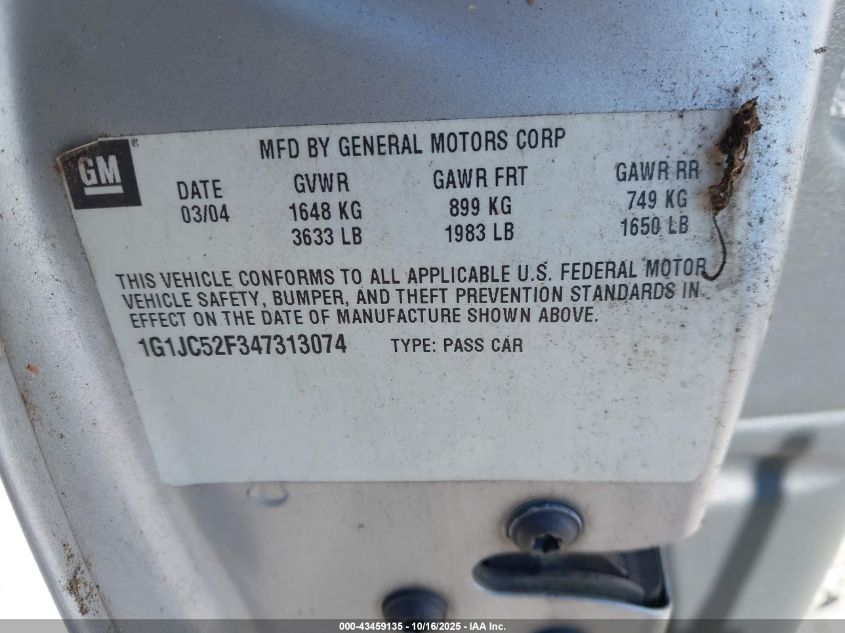 MFD BY GENERAL MOTORS CORP
GM
DATE GVWR GAWR FRT GAWR RR
03/04 1648 KG 899 KG 749 KG
3633 LB 1983 LB 1650 LB
THIS VEHICLE CONFORMS TO ALL APPLICABLE U.S. FEDERAL MOTOR
VEHICLE SAFETY, BUMPER, AND THEFT PREVENTION STANDARDS IN
EFFECT ON THE DATE OF MANUFACTURE SHOWN ABOVE.
1G1JC52F347313074 TYPE: PASS CAR
000-43459135 - 10/16/2025 - IAA Inc.